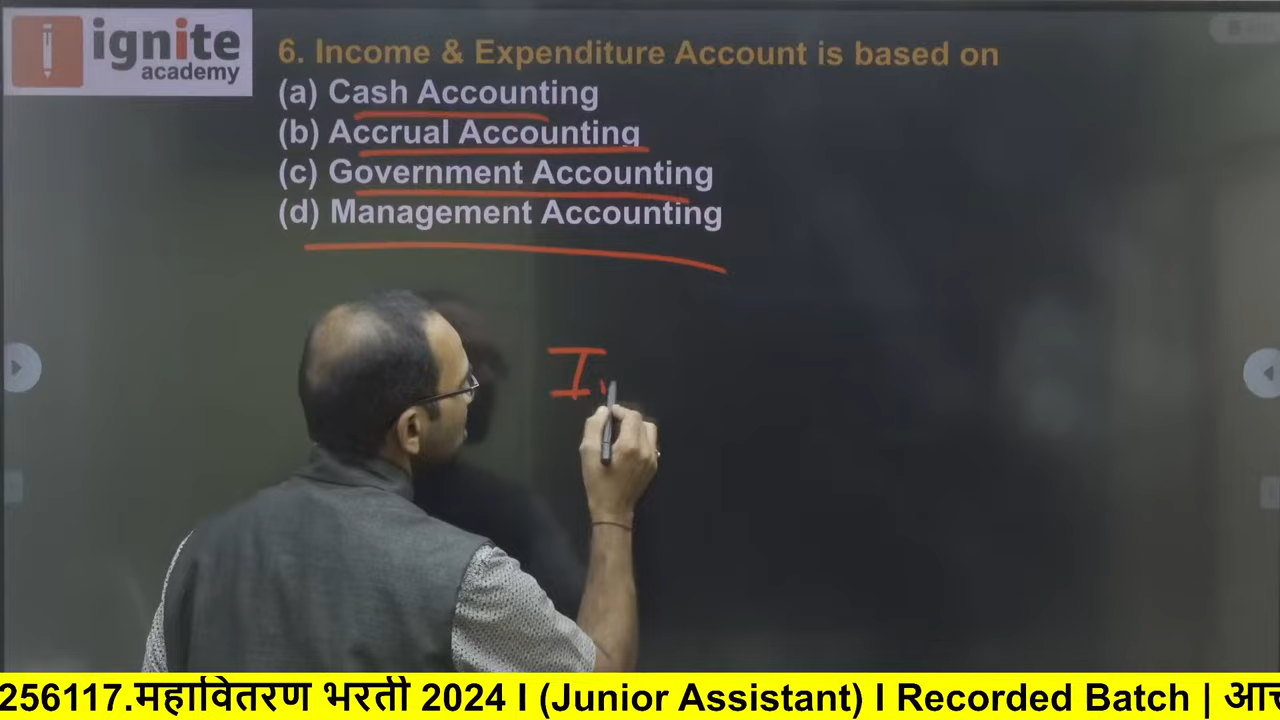 ignite
academy
6. Income & Expenditure Account is based on
(a) Cash Accounting
(b) Accrual Accounting
(c) Government Accounting
(d) Management Accounting
I
256117.महावितरण भरती 2024 I (Junior Assistant) I Recorded Batch |